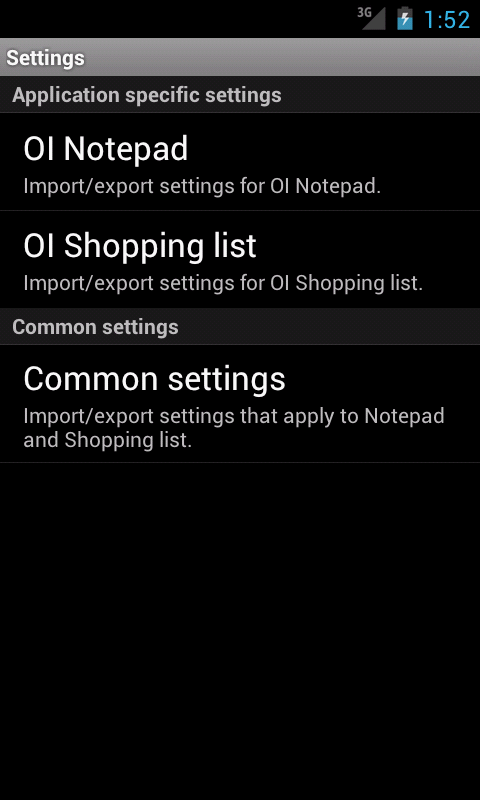 3G 1:52
Settings
Application specific settings
OI Notepad
Import/export settings for OI Notepad.
OI Shopping list
Import/export settings for OI Shopping list.
Common settings
Common settings
Import/export settings that apply to Notepad
and Shopping list.